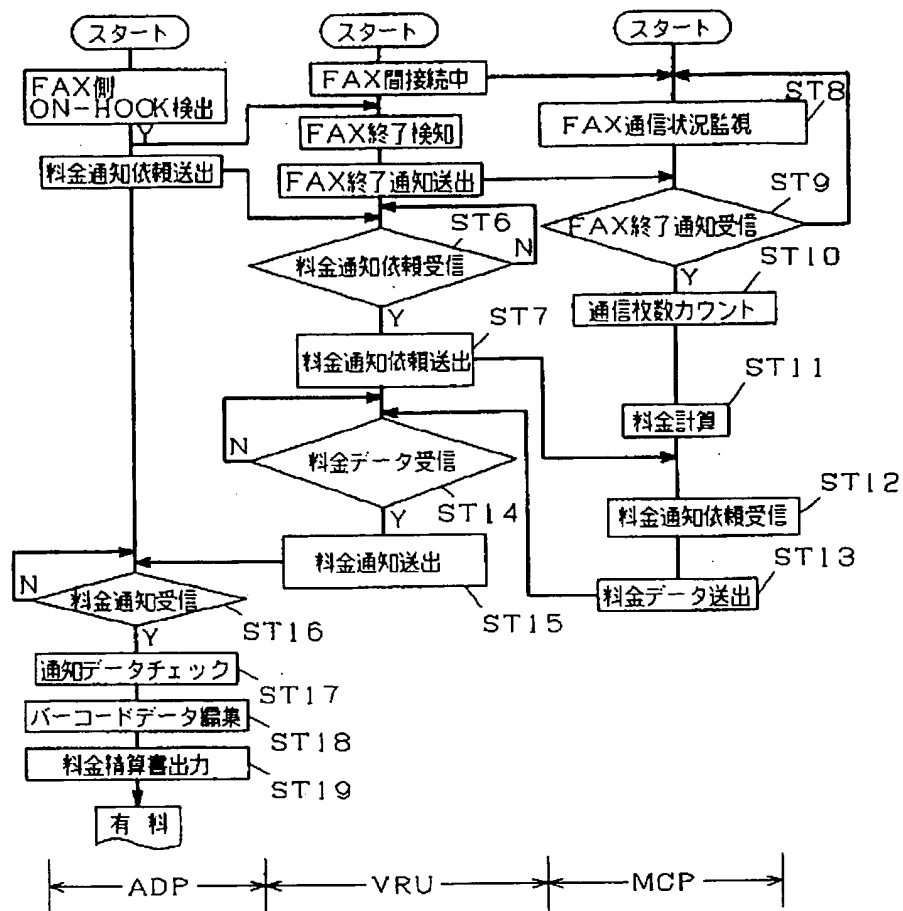 スタート
FAX側
ON-HOOK検出
Y
料金通知依頼送出
N
料金通知受信
ST16
Y
通知データチェック
ST17
バーコードデータ編集
ST18
料金精算書出力
ST19
有料
スタート
FAX間接続中
FAX終了検知
FAX終了通知送出
ST6
料金通知依頼受信
N
Y
ST7
料金通知依頼送出
N
料金データ受信
ST14
Y
料金通知送出
ST15
スタート
ST8
FAX通信状況監視
ST9
FAX終了通知受信
Y
ST10
通信枚数カウント
ST11
料金計算
ST12
料金通知依頼受信
ST13
料金データ送出
ADP
VRU
MCP